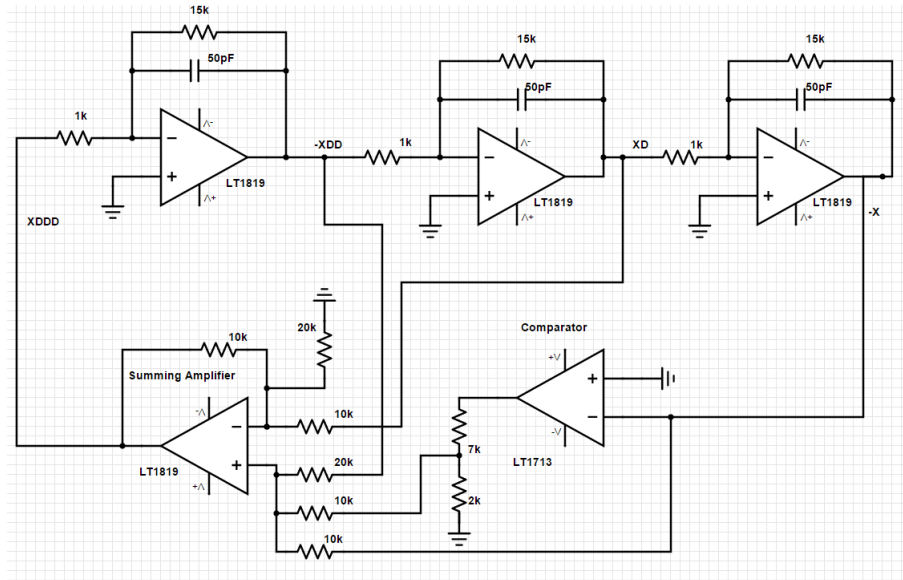 15k
50pF
1k
Λ-
LT1819
Λ+
-XDD
XDDD
15k
50pF
1k
Λ-
LT1819
Λ+
XD
15k
50pF
1k
Λ-
LT1819
Λ+
-X
20k
10k
Summing Amplifier
-Λ
LT1819
+Λ
10k
20k
10k
10k
Comparator
+V
-V
LT1713
7k
2k